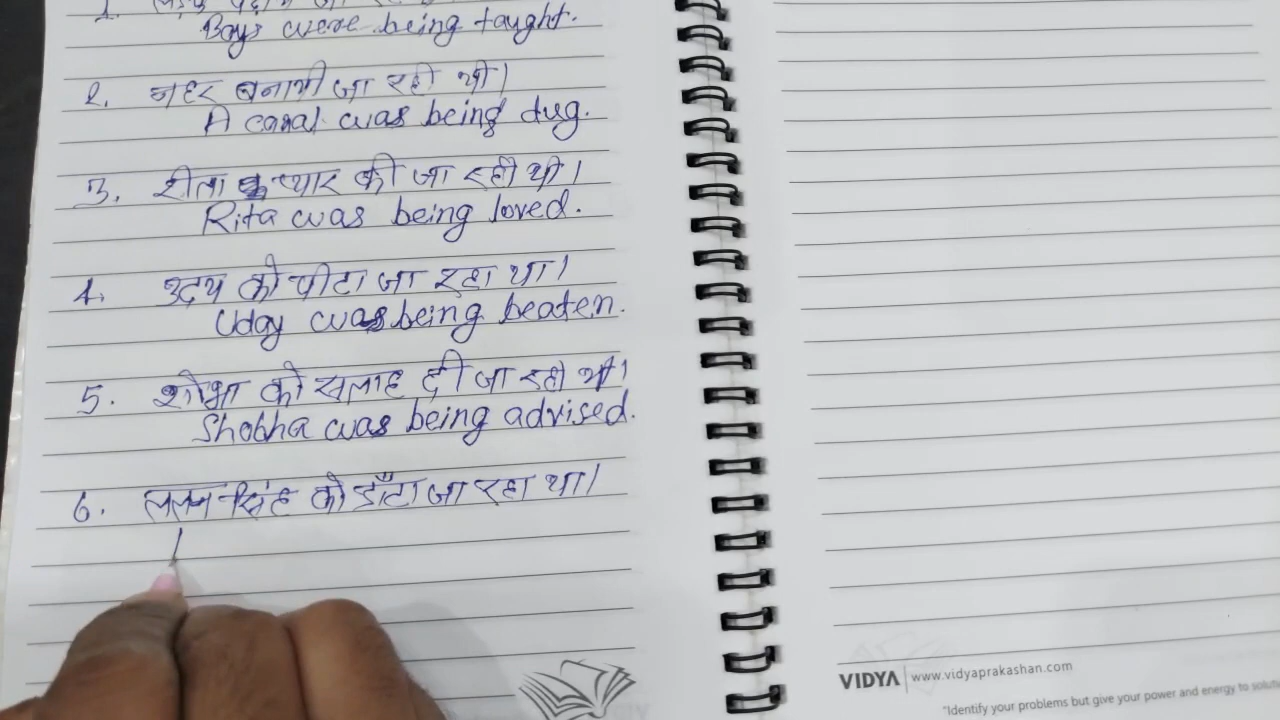 Boys were being taught.
2. नहर बनायी जा रही थी।
A canal was being dug.
3. रीता को प्यार की जा रही थी।
Rita was being loved.
4. उदय को पीटा जा रहा था।
Uday was being beaten.
5. शोभा को सलाह दी जा रही थी।
Shobha was being advised.
6. ललन सिंह को डाँटा जा रहा था।
VIDYA www.vidyaprakashan.com
"Identify your problems but give your power and energy to